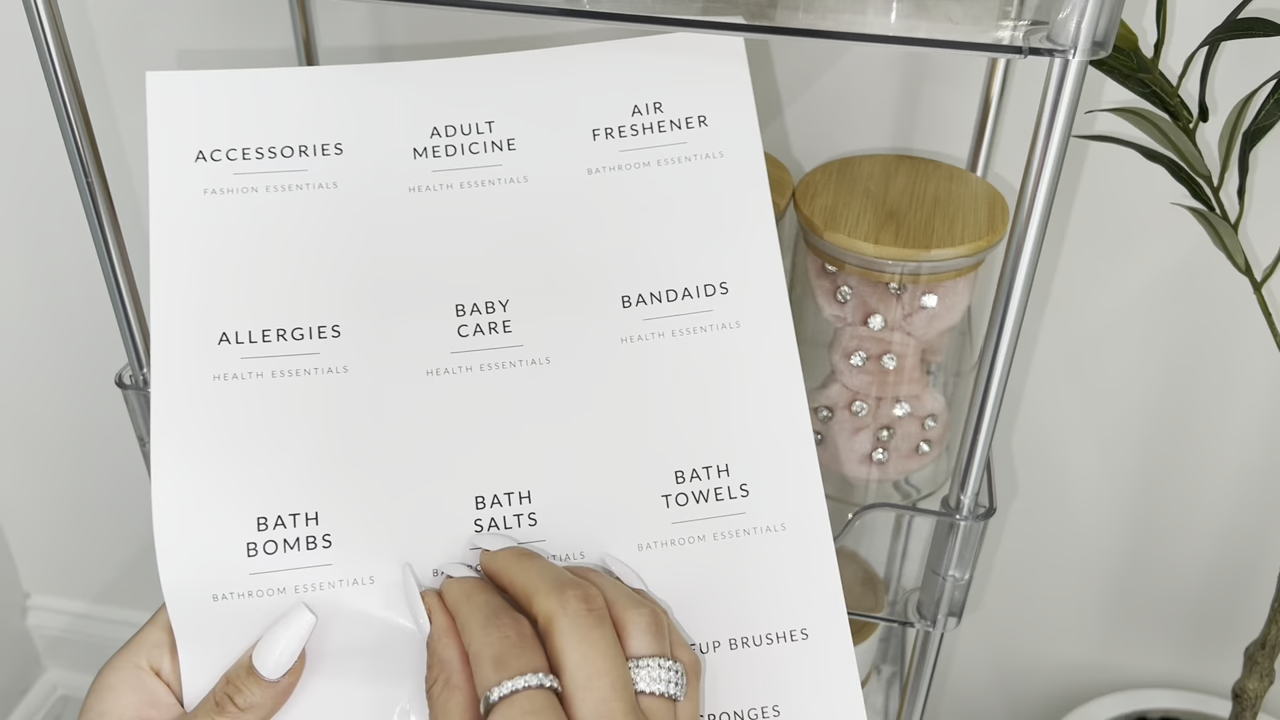 ACCESSORIES
FASHION ESSENTIALS
ADULT
MEDICINE
HEALTH ESSENTIALS
AIR
FRESHENER
BATHROOM ESSENTIALS
ALLERGIES
HEALTH ESSENTIALS
BABY
CARE
HEALTH ESSENTIALS
BANDAIDS
HEALTH ESSENTIALS
BATH
BOMBS
BATHROOM ESSENTIALS
BATH
SALTS
BATH
TOWELS
BATHROOM ESSENTIALS
BRUSHES